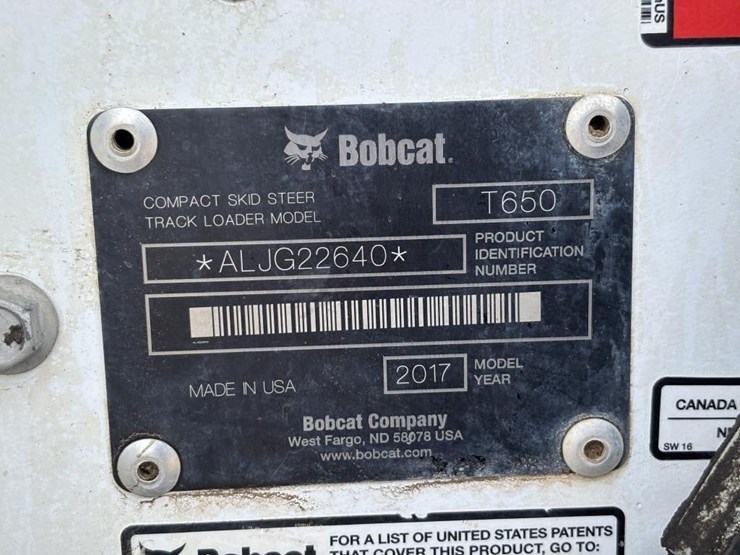 nUS
Bobcat.
COMPACT SKID STEER
TRACK LOADER MODEL
T650
*ALJG22640*
PRODUCT
IDENTIFICATION
NUMBER
MADE IN USA
2017
MODEL
YEAR
Bobcat Company
West Fargo, ND 58078 USA
www.bobcat.com
CANADA
SW 16
Bobcat
FOR A LIST OF UNITED STATES PATENTS
THAT COVER THIS PRODUCT, GO TO: